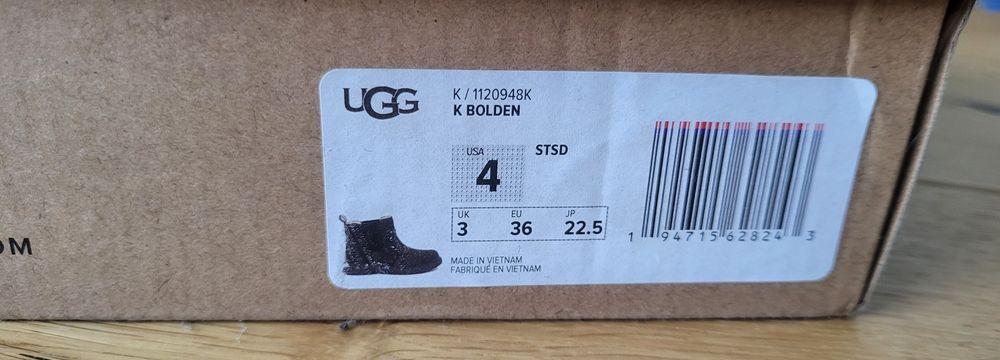 UGG
K / 1120948K
K BOLDEN
USA
4
STSD
UK EU JP
3 36 22.5
MADE IN VIETNAM
FABRIQUÉ EN VIETNAM
1 94715 62824 3
OM